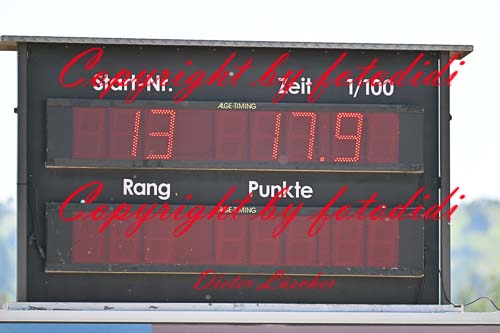 Copyright by fotodidi
Start-Nr. Zeit 1/100
ALGE-TIMING
13 17.9
Rang Punkte
Copyright by fotodidi
ALGE-TIMING
Dieter Lüscher